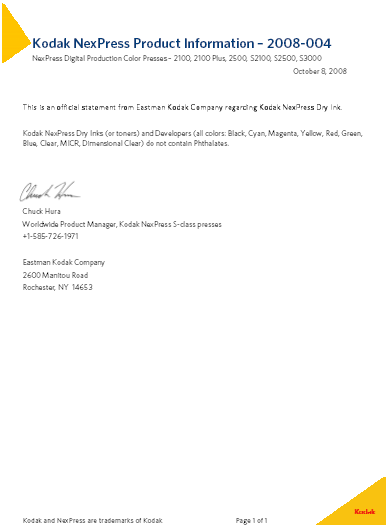 Kodak NexPress Product Information – 2008-004
NexPress Digital Production Color Presses – 2100, 2100 Plus, 2500, S2100, S2500, S3000
October 8, 2008
This is an official statement from Eastman Kodak Company regarding Kodak NexPress Dry Ink.
Kodak NexPress Dry Inks (or toners) and Developers (all colors: Black, Cyan, Magenta, Yellow, Red, Green,
Blue, Clear, MICR, Dimensional Clear) do not contain Phthalates.
Chuck Hura
Chuck Hura
Worldwide Product Manager, Kodak NexPress S-class presses
+1-585-726-1971
Eastman Kodak Company
2600 Manitou Road
Rochester, NY 14653
Kodak
Kodak and NexPress are trademarks of Kodak
Page 1 of 1